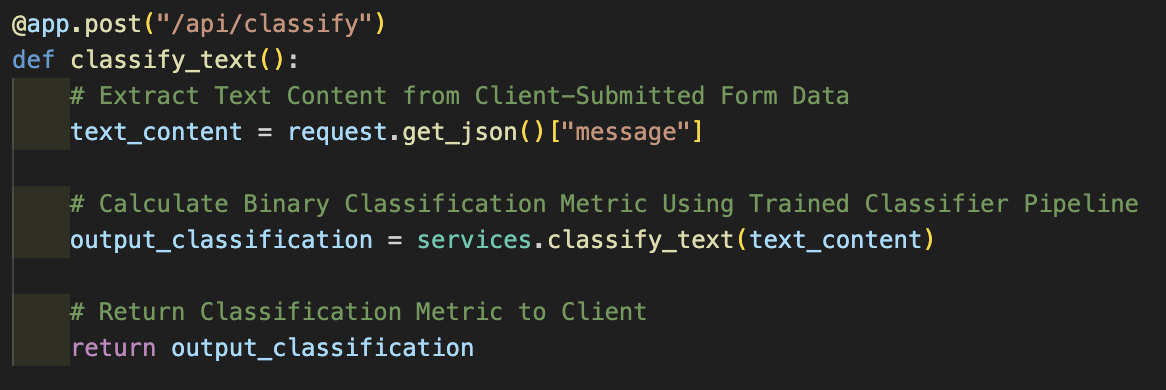 @app.post("/api/classify")
def classify_text():
    # Extract Text Content from Client-Submitted Form Data
    text_content = request.get_json()["message"]

    # Calculate Binary Classification Metric Using Trained Classifier Pipeline
    output_classification = services.classify_text(text_content)

    # Return Classification Metric to Client
    return output_classification